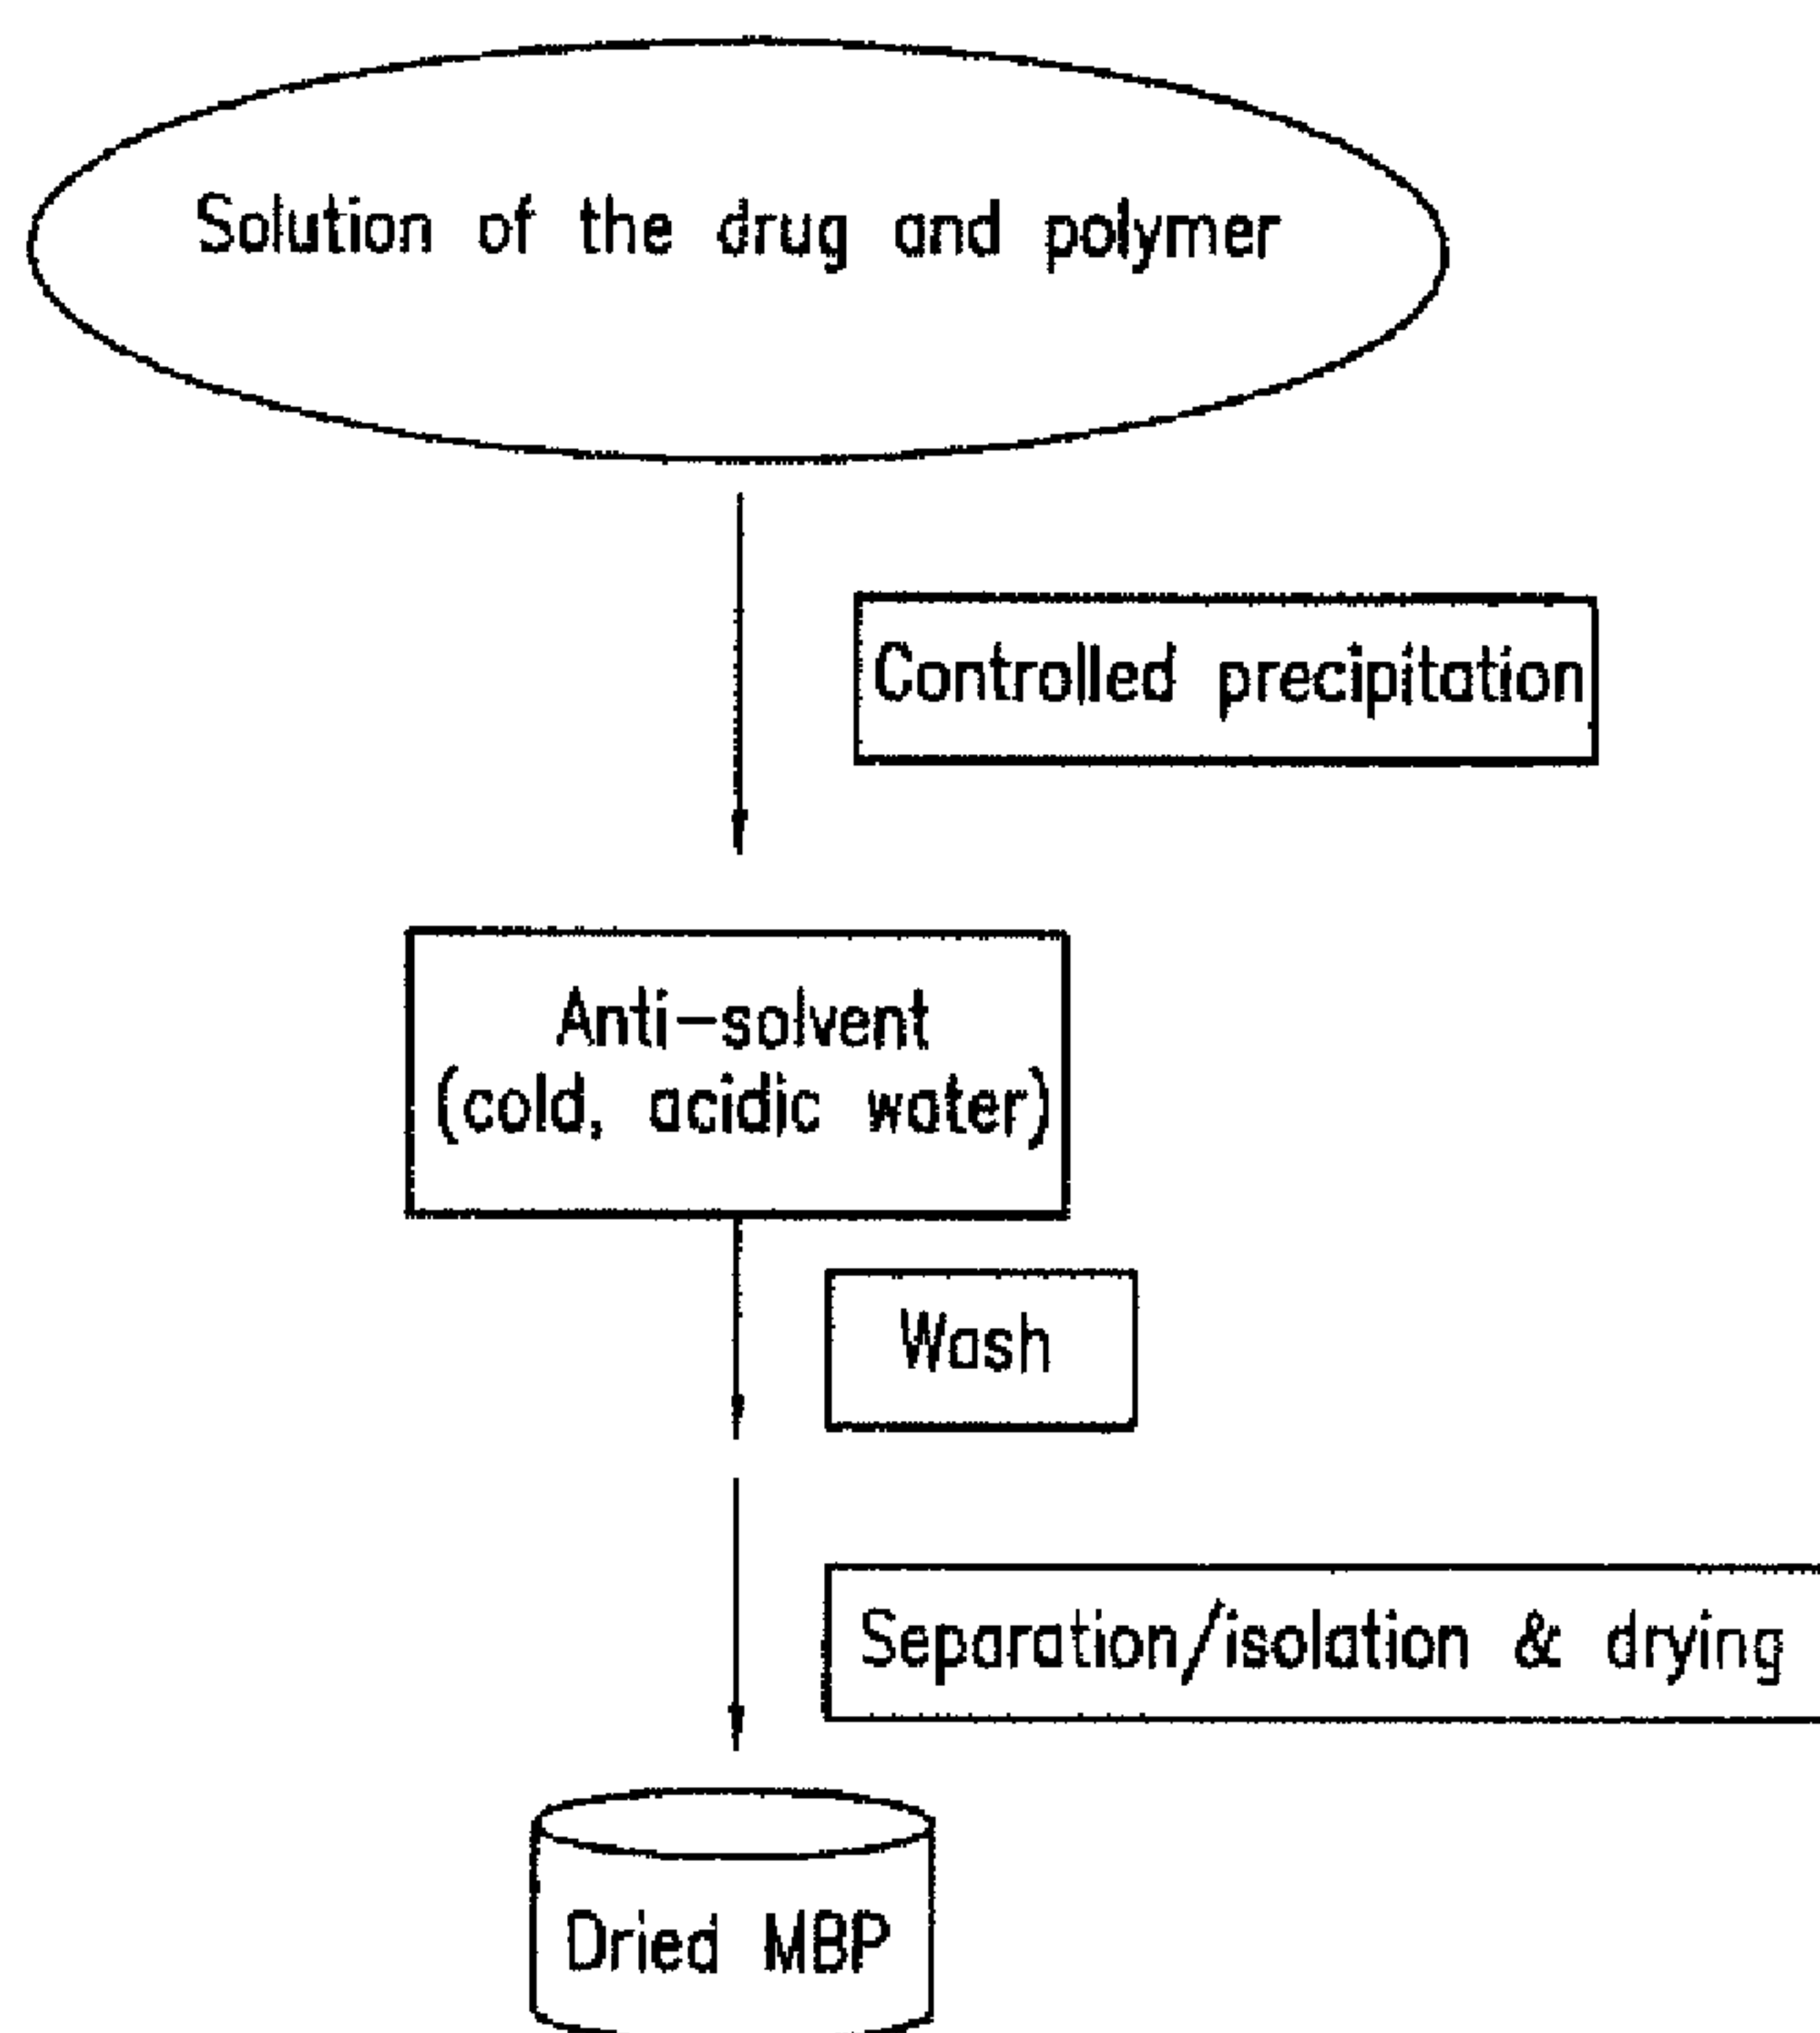 Solution of the drug and polymer
Controlled precipitation
Anti-solvent
(cold, acidic water)
Wash
Separation/isolation & drying
Dried MBP